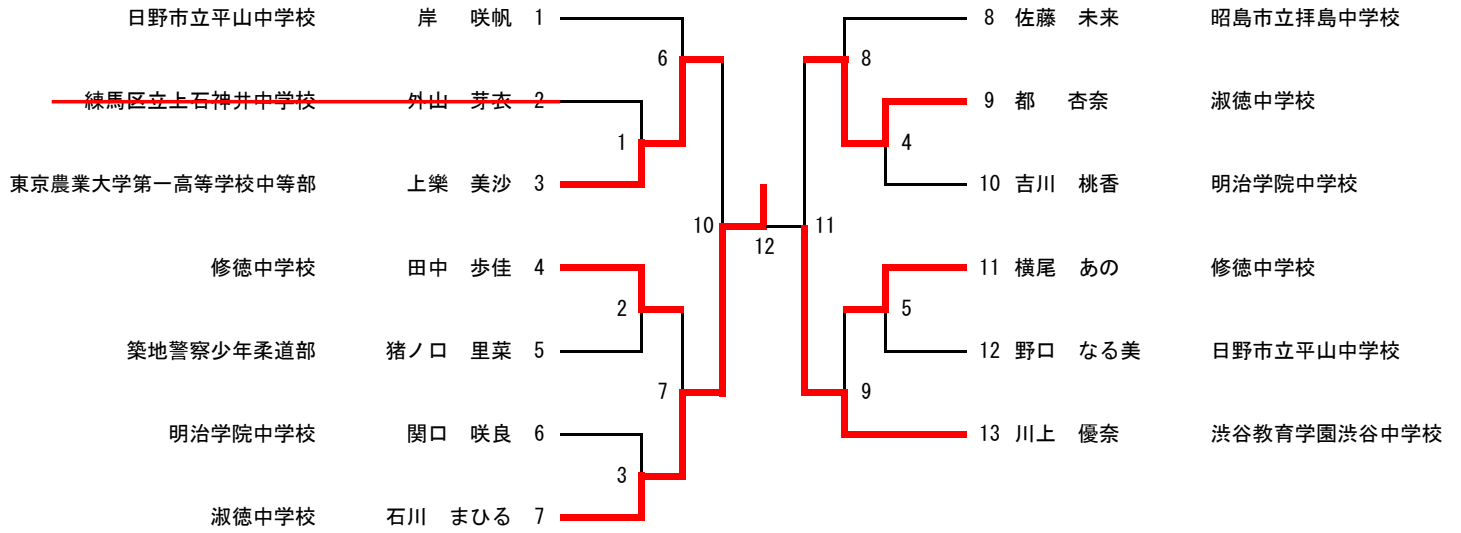 日野市立平山中学校 岸 咲帆 1
練馬区立上石神井中学校 外山 芽衣 2
東京農業大学第一高等学校中等部 上樂 美沙 3
修徳中学校 田中 歩佳 4
築地警察少年柔道部 猪ノ口 里菜 5
明治学院中学校 関口 咲良 6
淑徳中学校 石川 まひる 7
6
1
2
7
3
10
12
11
8
4
5
9
8 佐藤 未来 昭島市立拝島中学校
9 都 杏奈 淑徳中学校
10 吉川 桃香 明治学院中学校
11 横尾 あの 修徳中学校
12 野口 なる美 日野市立平山中学校
13 川上 優奈 渋谷教育学園渋谷中学校